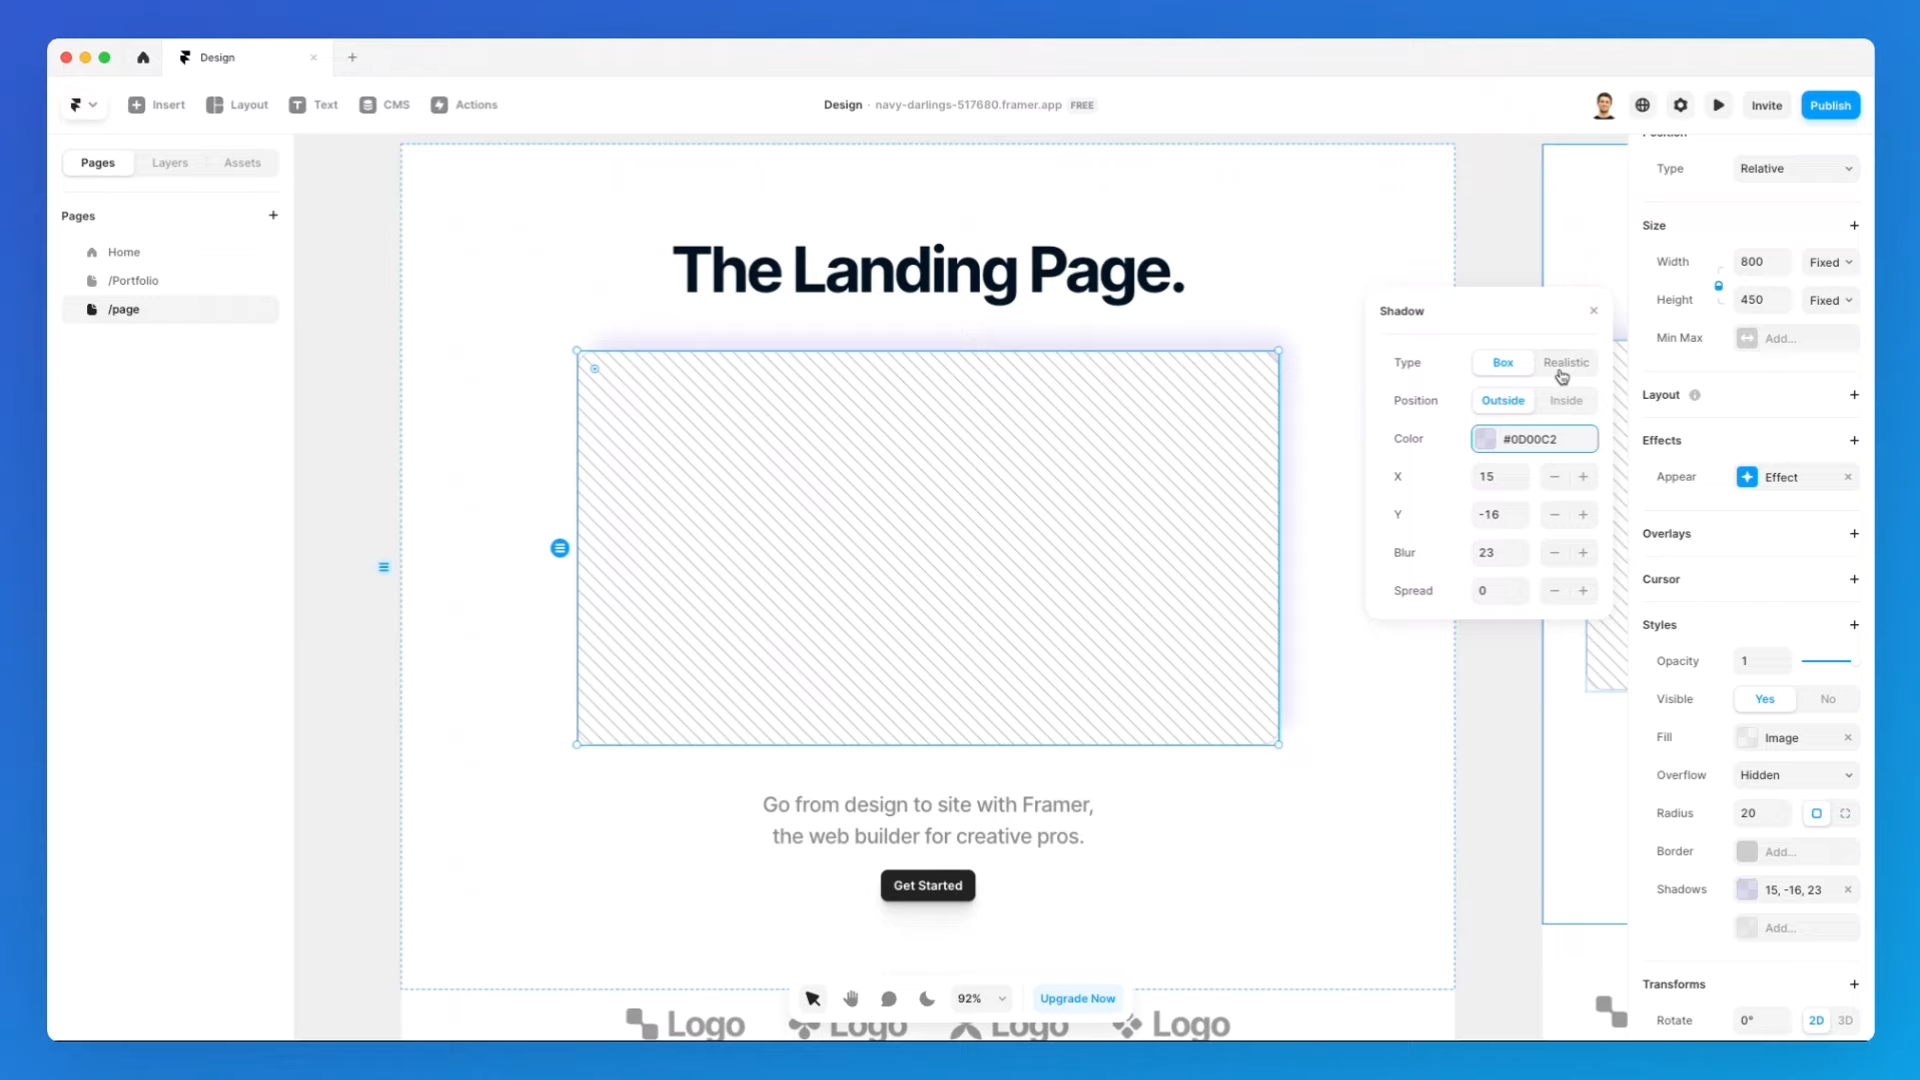 Design
Insert
Layout
Text
CMS
Actions
Design · navy-darlings-517680.framer.app FREE
Invite
Publish
Pages
Layers
Assets
Pages
Home
/Portfolio
/page
The Landing Page.
Go from design to site with Framer,
the web builder for creative pros.
Get Started
Logo
Logo
Logo
Logo
92%
Upgrade Now
Shadow
Type
Box
Realistic
Position
Outside
Inside
Color
#0D00C2
X
15
Y
-16
Blur
23
Spread
0
Position
Type
Relative
Size
Width
800
Fixed
Height
450
Fixed
Min Max
Add...
Layout
Effects
Appear
Effect
Overlays
Cursor
Styles
Opacity
1
Visible
Yes
No
Fill
Image
Overflow
Hidden
Radius
20
Border
Add...
Shadows
15, -16, 23
Add...
Transforms
Rotate
0°
2D
3D